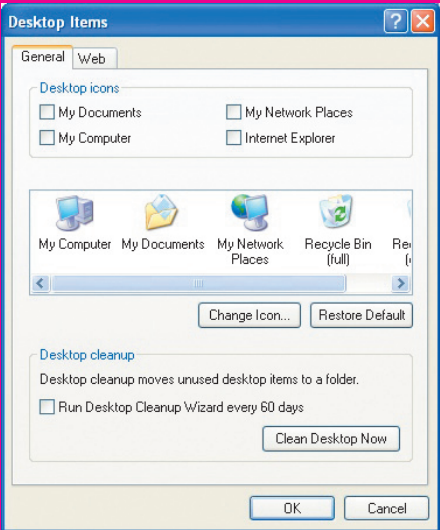 Desktop Items
General Web
Desktop icons
My Documents My Network Places
My Computer Internet Explorer
My Computer My Documents My Network Places Recycle Bin (full)
Change Icon... Restore Default
Desktop cleanup
Desktop cleanup moves unused desktop items to a folder.
Run Desktop Cleanup Wizard every 60 days
Clean Desktop Now
OK Cancel